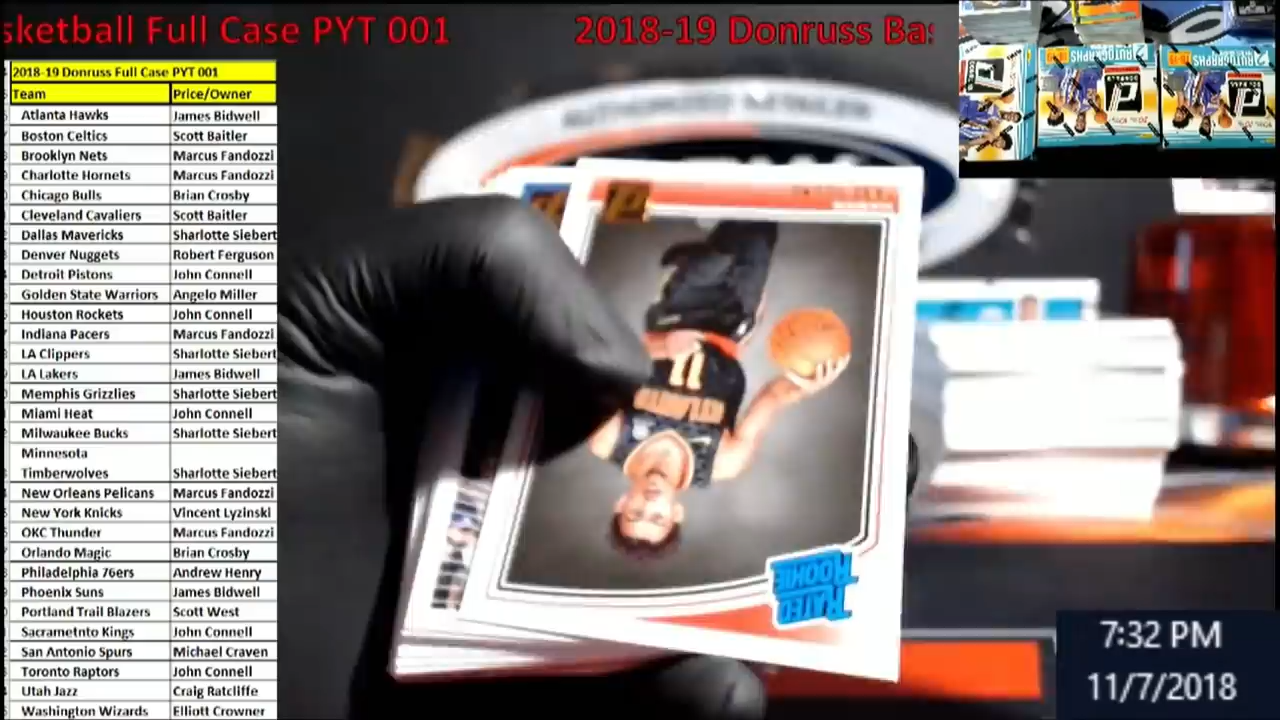 sketball Full Case PYT 001 2018-19 Donruss Bas
2018-19 Donruss Full Case PYT 001
Team Price/Owner
Atlanta Hawks James Bidwell
Boston Celtics Scott Baitler
Brooklyn Nets Marcus Fandozzi
Charlotte Hornets Marcus Fandozzi
Chicago Bulls Brian Crosby
Cleveland Cavaliers Scott Baitler
Dallas Mavericks Sharlotte Siebert
Denver Nuggets Robert Ferguson
Detroit Pistons John Connell
Golden State Warriors Angelo Miller
Houston Rockets John Connell
Indiana Pacers Marcus Fandozzi
LA Clippers Sharlotte Siebert
LA Lakers James Bidwell
Memphis Grizzlies Sharlotte Siebert
Miami Heat John Connell
Milwaukee Bucks Sharlotte Siebert
Minnesota
Timberwolves Sharlotte Siebert
New Orleans Pelicans Marcus Fandozzi
New York Knicks Vincent Lyzinski
OKC Thunder Marcus Fandozzi
Orlando Magic Brian Crosby
Philadelphia 76ers Andrew Henry
Phoenix Suns James Bidwell
Portland Trail Blazers Scott West
Sacrametnto Kings John Connell
San Antonio Spurs Michael Craven
Toronto Raptors John Connell
Utah Jazz Craig Ratcliffe
Washington Wizards Elliott Crowner
AUTHORIZED RETAILER
11
ATLANTA
RATED
ROOKIE
AUTOGRAPHS
AUTOGRAPHS
7:32 PM
11/7/2018